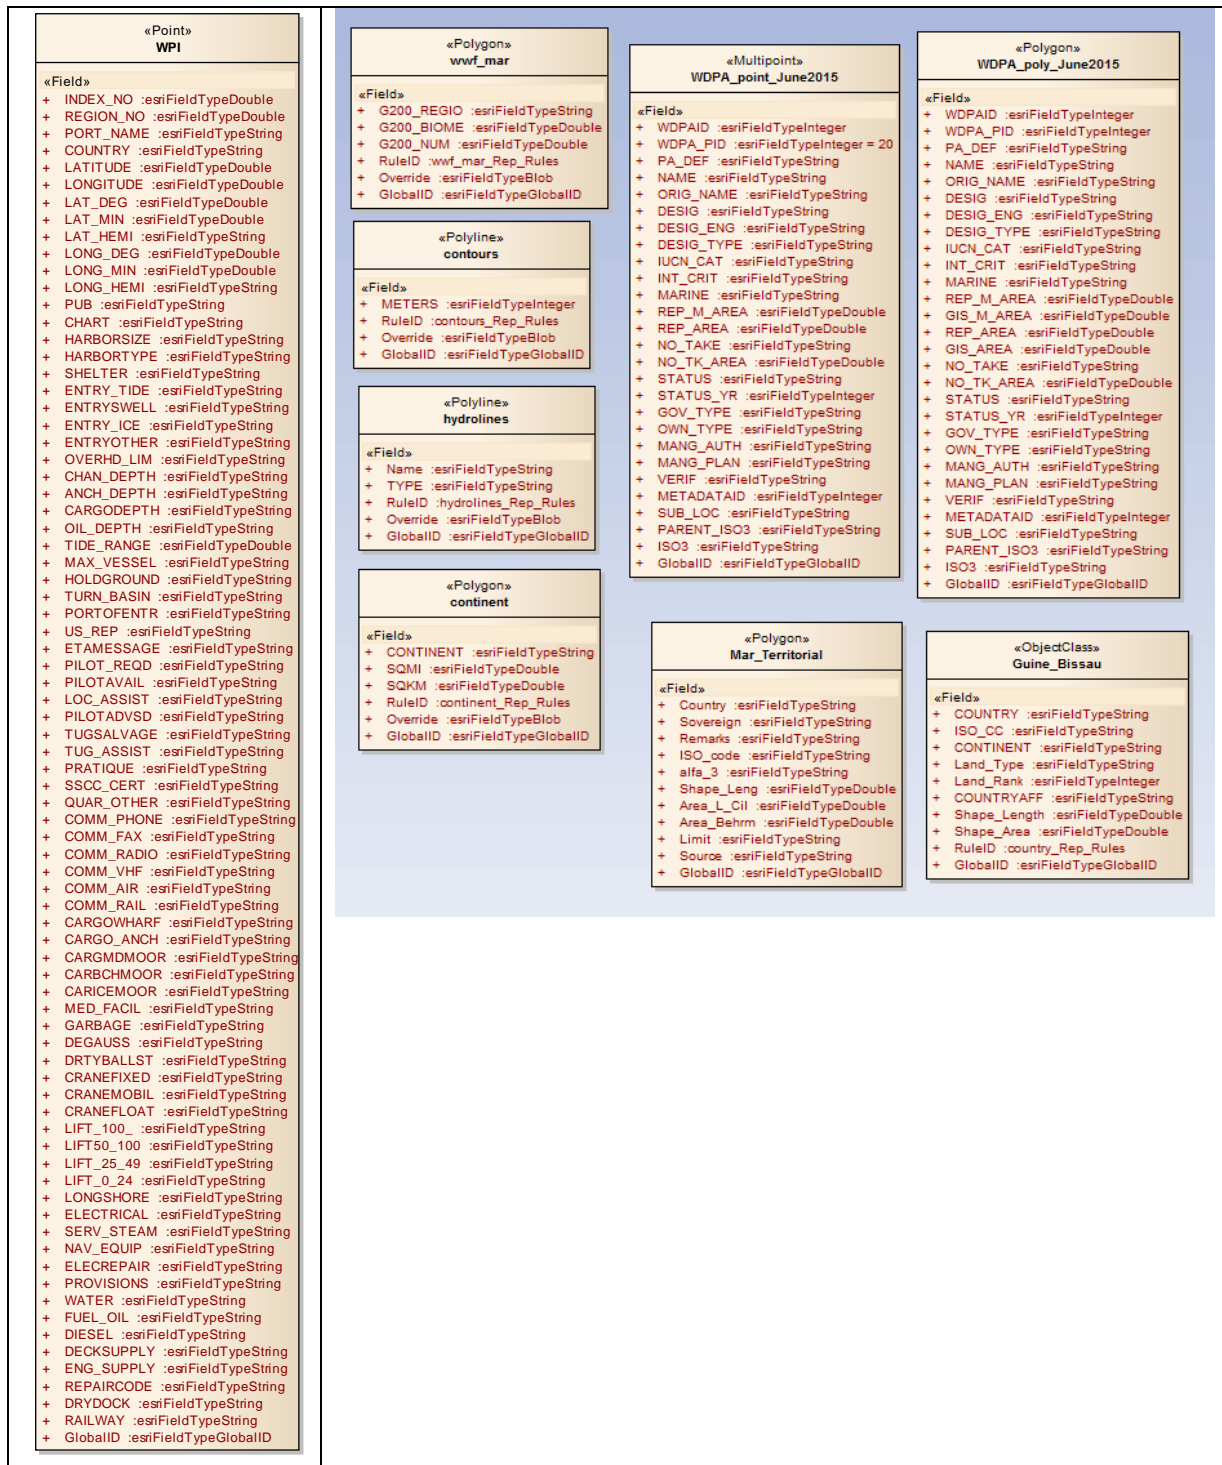 «Point»
WPI
«Field»
+ INDEX_NO :esriFieldTypeDouble
+ REGION_NO :esriFieldTypeDouble
+ PORT_NAME :esriFieldTypeString
+ COUNTRY :esriFieldTypeString
+ LATITUDE :esriFieldTypeDouble
+ LONGITUDE :esriFieldTypeDouble
+ LAT_DEG :esriFieldTypeDouble
+ LAT_MIN :esriFieldTypeDouble
+ LAT_HEMI :esriFieldTypeString
+ LONG_DEG :esriFieldTypeDouble
+ LONG_MIN :esriFieldTypeDouble
+ LONG_HEMI :esriFieldTypeString
+ PUB :esriFieldTypeString
+ CHART :esriFieldTypeString
+ HARBORSIZE :esriFieldTypeString
+ HARBORTYPE :esriFieldTypeString
+ SHELTER :esriFieldTypeString
+ ENTRY_TIDE :esriFieldTypeString
+ ENTRYSWELL :esriFieldTypeString
+ ENTRY_ICE :esriFieldTypeString
+ ENTRYOTHER :esriFieldTypeString
+ OVERHD_LIM :esriFieldTypeString
+ CHAN_DEPTH :esriFieldTypeString
+ ANCH_DEPTH :esriFieldTypeString
+ CARGODEPTH :esriFieldTypeString
+ OIL_DEPTH :esriFieldTypeString
+ TIDE_RANGE :esriFieldTypeDouble
+ MAX_VESSEL :esriFieldTypeString
+ HOLDGROUND :esriFieldTypeString
+ TURN_BASIN :esriFieldTypeString
+ PORTOFENTR :esriFieldTypeString
+ US_REP :esriFieldTypeString
+ ETAMESSAGE :esriFieldTypeString
+ PILOT_REQD :esriFieldTypeString
+ PILOTAVAIL :esriFieldTypeString
+ LOC_ASSIST :esriFieldTypeString
+ PILOTADVSD :esriFieldTypeString
+ TUGSALVAGE :esriFieldTypeString
+ TUG_ASSIST :esriFieldTypeString
+ PRATIQUE :esriFieldTypeString
+ SSCC_CERT :esriFieldTypeString
+ QUAR_OTHER :esriFieldTypeString
+ COMM_PHONE :esriFieldTypeString
+ COMM_FAX :esriFieldTypeString
+ COMM_RADIO :esriFieldTypeString
+ COMM_VHF :esriFieldTypeString
+ COMM_AIR :esriFieldTypeString
+ COMM_RAIL :esriFieldTypeString
+ CARGOWHARF :esriFieldTypeString
+ CARGO_ANCH :esriFieldTypeString
+ CARGMDMOOR :esriFieldTypeString
+ CARBCHMOOR :esriFieldTypeString
+ CARICEMOOR :esriFieldTypeString
+ MED_FACIL :esriFieldTypeString
+ GARBAGE :esriFieldTypeString
+ DEGAUSS :esriFieldTypeString
+ DRTYBALLST :esriFieldTypeString
+ CRANEFIXED :esriFieldTypeString
+ CRANEMOBIL :esriFieldTypeString
+ CRANEFLOAT :esriFieldTypeString
+ LIFT_100_ :esriFieldTypeString
+ LIFT50_100 :esriFieldTypeString
+ LIFT_25_49 :esriFieldTypeString
+ LIFT_0_24 :esriFieldTypeString
+ LONGSHORE :esriFieldTypeString
+ ELECTRICAL :esriFieldTypeString
+ SERV_STEAM :esriFieldTypeString
+ NAV_EQUIP :esriFieldTypeString
+ ELECREPAIR :esriFieldTypeString
+ PROVISIONS :esriFieldTypeString
+ WATER :esriFieldTypeString
+ FUEL_OIL :esriFieldTypeString
+ DIESEL :esriFieldTypeString
+ DECKSUPPLY :esriFieldTypeString
+ ENG_SUPPLY :esriFieldTypeString
+ REPAIRCODE :esriFieldTypeString
+ DRYDOCK :esriFieldTypeString
+ RAILWAY :esriFieldTypeString
+ GlobalID :esriFieldTypeGlobalID
«Polygon»
wwf_mar
«Field»
+ G200_REGIO :esriFieldTypeString
+ G200_BIOME :esriFieldTypeDouble
+ G200_NUM :esriFieldTypeDouble
+ RuleID :wwf_mar_Rep_Rules
+ Override :esriFieldTypeBlob
+ GlobalID :esriFieldTypeGlobalID
«Polyline»
contours
«Field»
+ METERS :esriFieldTypeInteger
+ RuleID :contours_Rep_Rules
+ Override :esriFieldTypeBlob
+ GlobalID :esriFieldTypeGlobalID
«Polyline»
hydrolines
«Field»
+ Name :esriFieldTypeString
+ TYPE :esriFieldTypeString
+ RuleID :hydrolines_Rep_Rules
+ Override :esriFieldTypeBlob
+ GlobalID :esriFieldTypeGlobalID
«Polygon»
continent
«Field»
+ CONTINENT :esriFieldTypeString
+ SQMI :esriFieldTypeDouble
+ SQKM :esriFieldTypeDouble
+ RuleID :continent_Rep_Rules
+ Override :esriFieldTypeBlob
+ GlobalID :esriFieldTypeGlobalID
«Multipoint»
WDPA_point_June2015
«Field»
+ WDPAID :esriFieldTypeInteger
+ WDPA_PID :esriFieldTypeInteger = 20
+ PA_DEF :esriFieldTypeString
+ NAME :esriFieldTypeString
+ ORIG_NAME :esriFieldTypeString
+ DESIG :esriFieldTypeString
+ DESIG_ENG :esriFieldTypeString
+ DESIG_TYPE :esriFieldTypeString
+ IUCN_CAT :esriFieldTypeString
+ INT_CRIT :esriFieldTypeString
+ MARINE :esriFieldTypeString
+ REP_M_AREA :esriFieldTypeDouble
+ REP_AREA :esriFieldTypeDouble
+ NO_TAKE :esriFieldTypeString
+ NO_TK_AREA :esriFieldTypeDouble
+ STATUS :esriFieldTypeString
+ STATUS_YR :esriFieldTypeInteger
+ GOV_TYPE :esriFieldTypeString
+ OWN_TYPE :esriFieldTypeString
+ MANG_AUTH :esriFieldTypeString
+ MANG_PLAN :esriFieldTypeString
+ VERIF :esriFieldTypeString
+ METADATAID :esriFieldTypeInteger
+ SUB_LOC :esriFieldTypeString
+ PARENT_ISO3 :esriFieldTypeString
+ ISO3 :esriFieldTypeString
+ GlobalID :esriFieldTypeGlobalID
«Polygon»
WDPA_poly_June2015
«Field»
+ WDPAID :esriFieldTypeInteger
+ WDPA_PID :esriFieldTypeInteger
+ PA_DEF :esriFieldTypeString
+ NAME :esriFieldTypeString
+ ORIG_NAME :esriFieldTypeString
+ DESIG :esriFieldTypeString
+ DESIG_ENG :esriFieldTypeString
+ DESIG_TYPE :esriFieldTypeString
+ IUCN_CAT :esriFieldTypeString
+ INT_CRIT :esriFieldTypeString
+ MARINE :esriFieldTypeString
+ REP_M_AREA :esriFieldTypeDouble
+ GIS_M_AREA :esriFieldTypeDouble
+ REP_AREA :esriFieldTypeDouble
+ GIS_AREA :esriFieldTypeDouble
+ NO_TAKE :esriFieldTypeString
+ NO_TK_AREA :esriFieldTypeDouble
+ STATUS :esriFieldTypeString
+ STATUS_YR :esriFieldTypeInteger
+ GOV_TYPE :esriFieldTypeString
+ OWN_TYPE :esriFieldTypeString
+ MANG_AUTH :esriFieldTypeString
+ MANG_PLAN :esriFieldTypeString
+ VERIF :esriFieldTypeString
+ METADATAID :esriFieldTypeInteger
+ SUB_LOC :esriFieldTypeString
+ PARENT_ISO3 :esriFieldTypeString
+ ISO3 :esriFieldTypeString
+ GlobalID :esriFieldTypeGlobalID
«Polygon»
Mar_Territorial
«Field»
+ Country :esriFieldTypeString
+ Sovereign :esriFieldTypeString
+ Remarks :esriFieldTypeString
+ ISO_code :esriFieldTypeString
+ alfa_3 :esriFieldTypeString
+ Shape_Leng :esriFieldTypeDouble
+ Area_L_Cil :esriFieldTypeDouble
+ Area_Behrm :esriFieldTypeDouble
+ Limit :esriFieldTypeString
+ Source :esriFieldTypeString
+ GlobalID :esriFieldTypeGlobalID
«ObjectClass»
Guine_Bissau
«Field»
+ COUNTRY :esriFieldTypeString
+ ISO_CC :esriFieldTypeString
+ CONTINENT :esriFieldTypeString
+ Land_Type :esriFieldTypeString
+ Land_Rank :esriFieldTypeInteger
+ COUNTRYAFF :esriFieldTypeString
+ Shape_Length :esriFieldTypeDouble
+ Shape_Area :esriFieldTypeDouble
+ RuleID :country_Rep_Rules
+ GlobalID :esriFieldTypeGlobalID